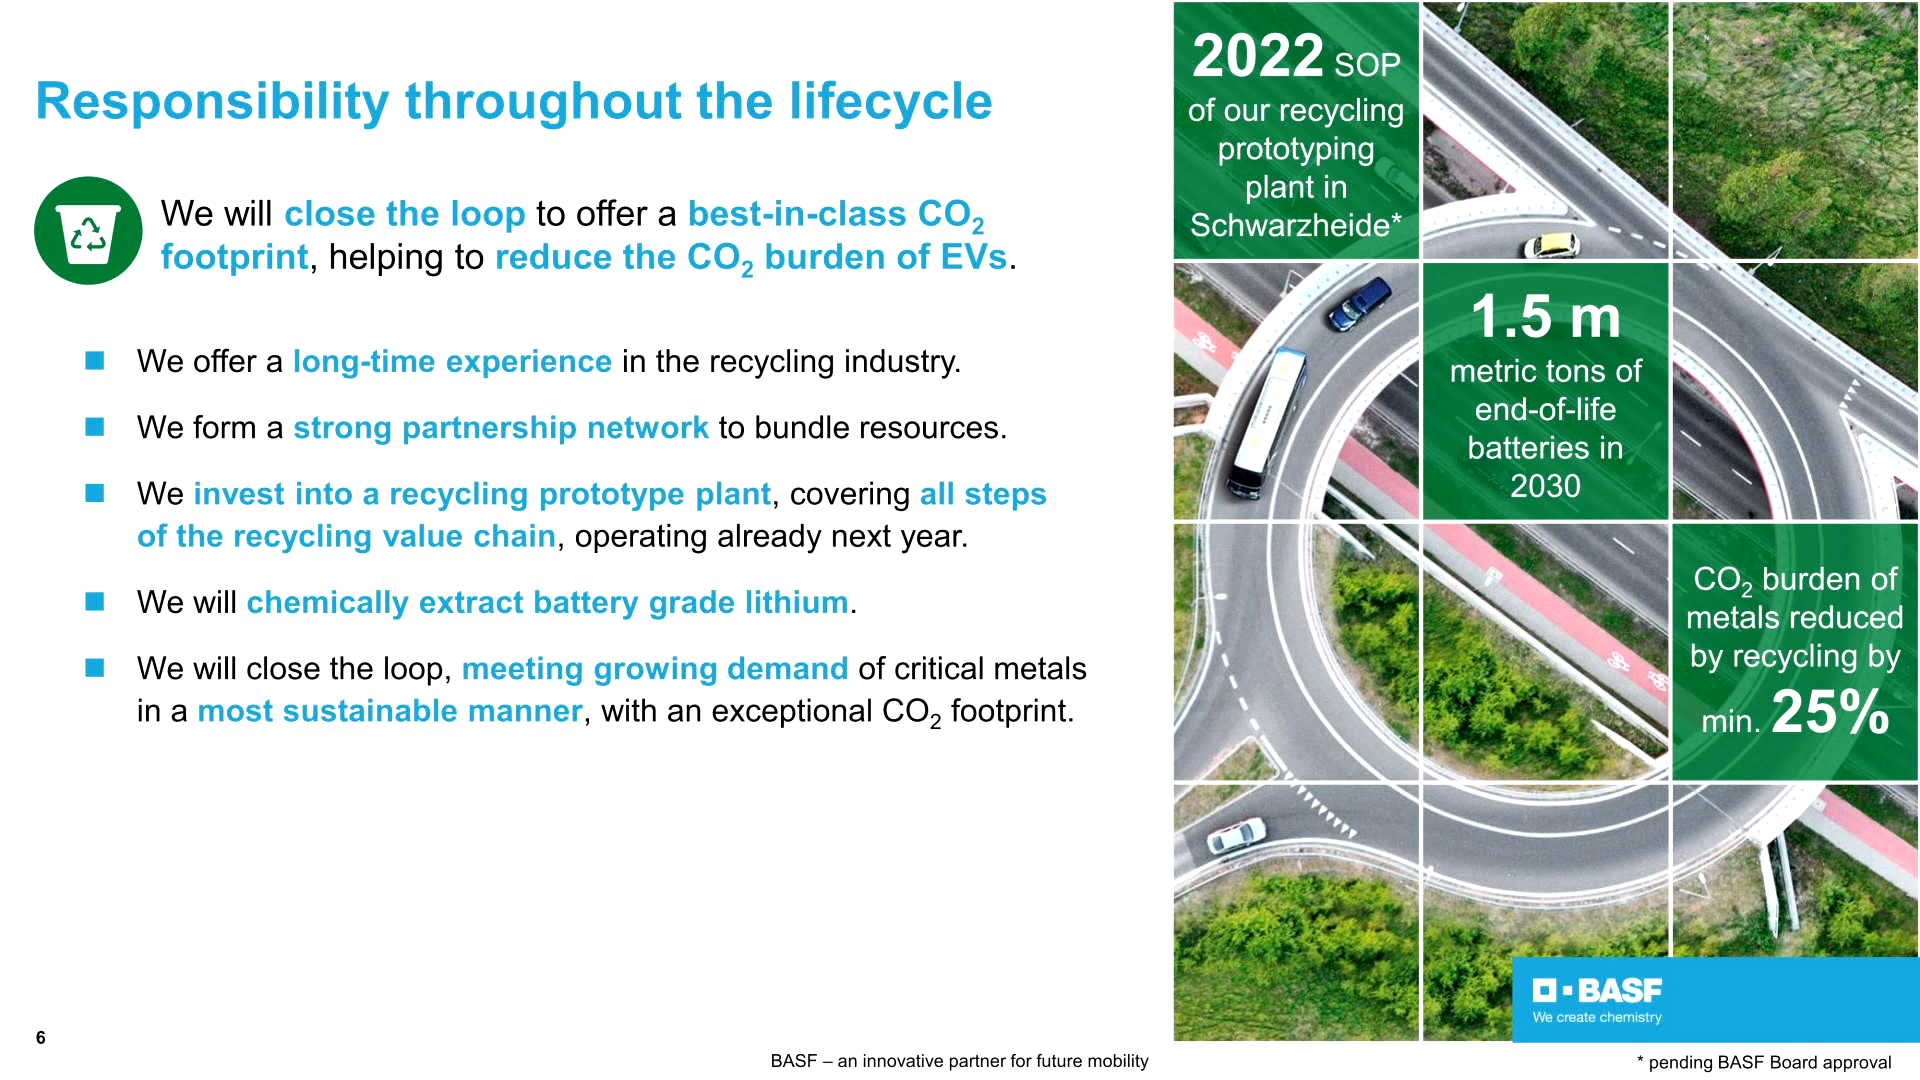 Responsibility throughout the lifecycle
We will close the loop to offer a best-in-class CO₂
footprint, helping to reduce the CO₂ burden of EVs.
We offer a long-time experience in the recycling industry.
We form a strong partnership network to bundle resources.
We invest into a recycling prototype plant, covering all steps
of the recycling value chain, operating already next year.
We will chemically extract battery grade lithium.
We will close the loop, meeting growing demand of critical metals
in a most sustainable manner, with an exceptional CO₂ footprint.
2022 SOP
of our recycling
prototyping
plant in
Schwarzheide*
1.5 m
metric tons of
end-of-life
batteries in
2030
CO₂ burden of
metals reduced
by recycling by
min. 25%
BASF
We create chemistry
6
BASF – an innovative partner for future mobility
* pending BASF Board approval